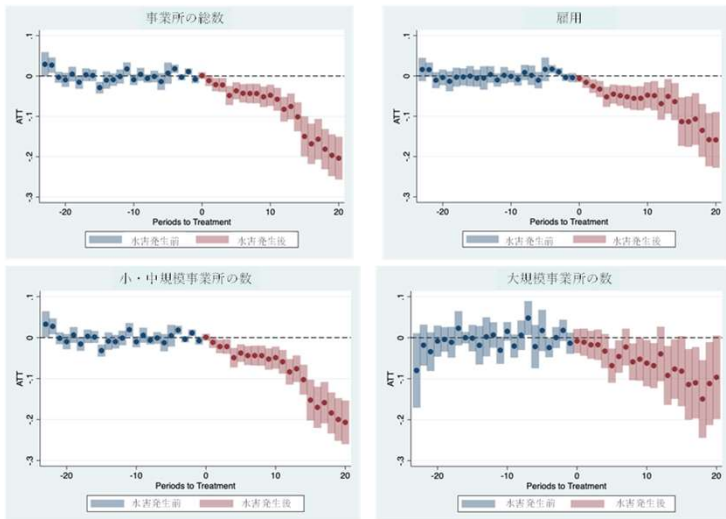 事業所の総数
.1
0
-.1
-.2
-.3
ATT
-20
-10
0
10
20
Periods to Treatment
水害発生前
水害発生後
雇用
.1
0
-.1
-.2
-.3
ATT
-20
-10
0
10
20
Periods to Treatment
水害発生前
水害発生後
小・中規模事業所の数
.1
0
-.1
-.2
-.3
ATT
-20
-10
0
10
20
Periods to Treatment
水害発生前
水害発生後
大規模事業所の数
.1
0
-.1
-.2
-.3
ATT
-20
-10
0
10
20
Periods to Treatment
水害発生前
水害発生後